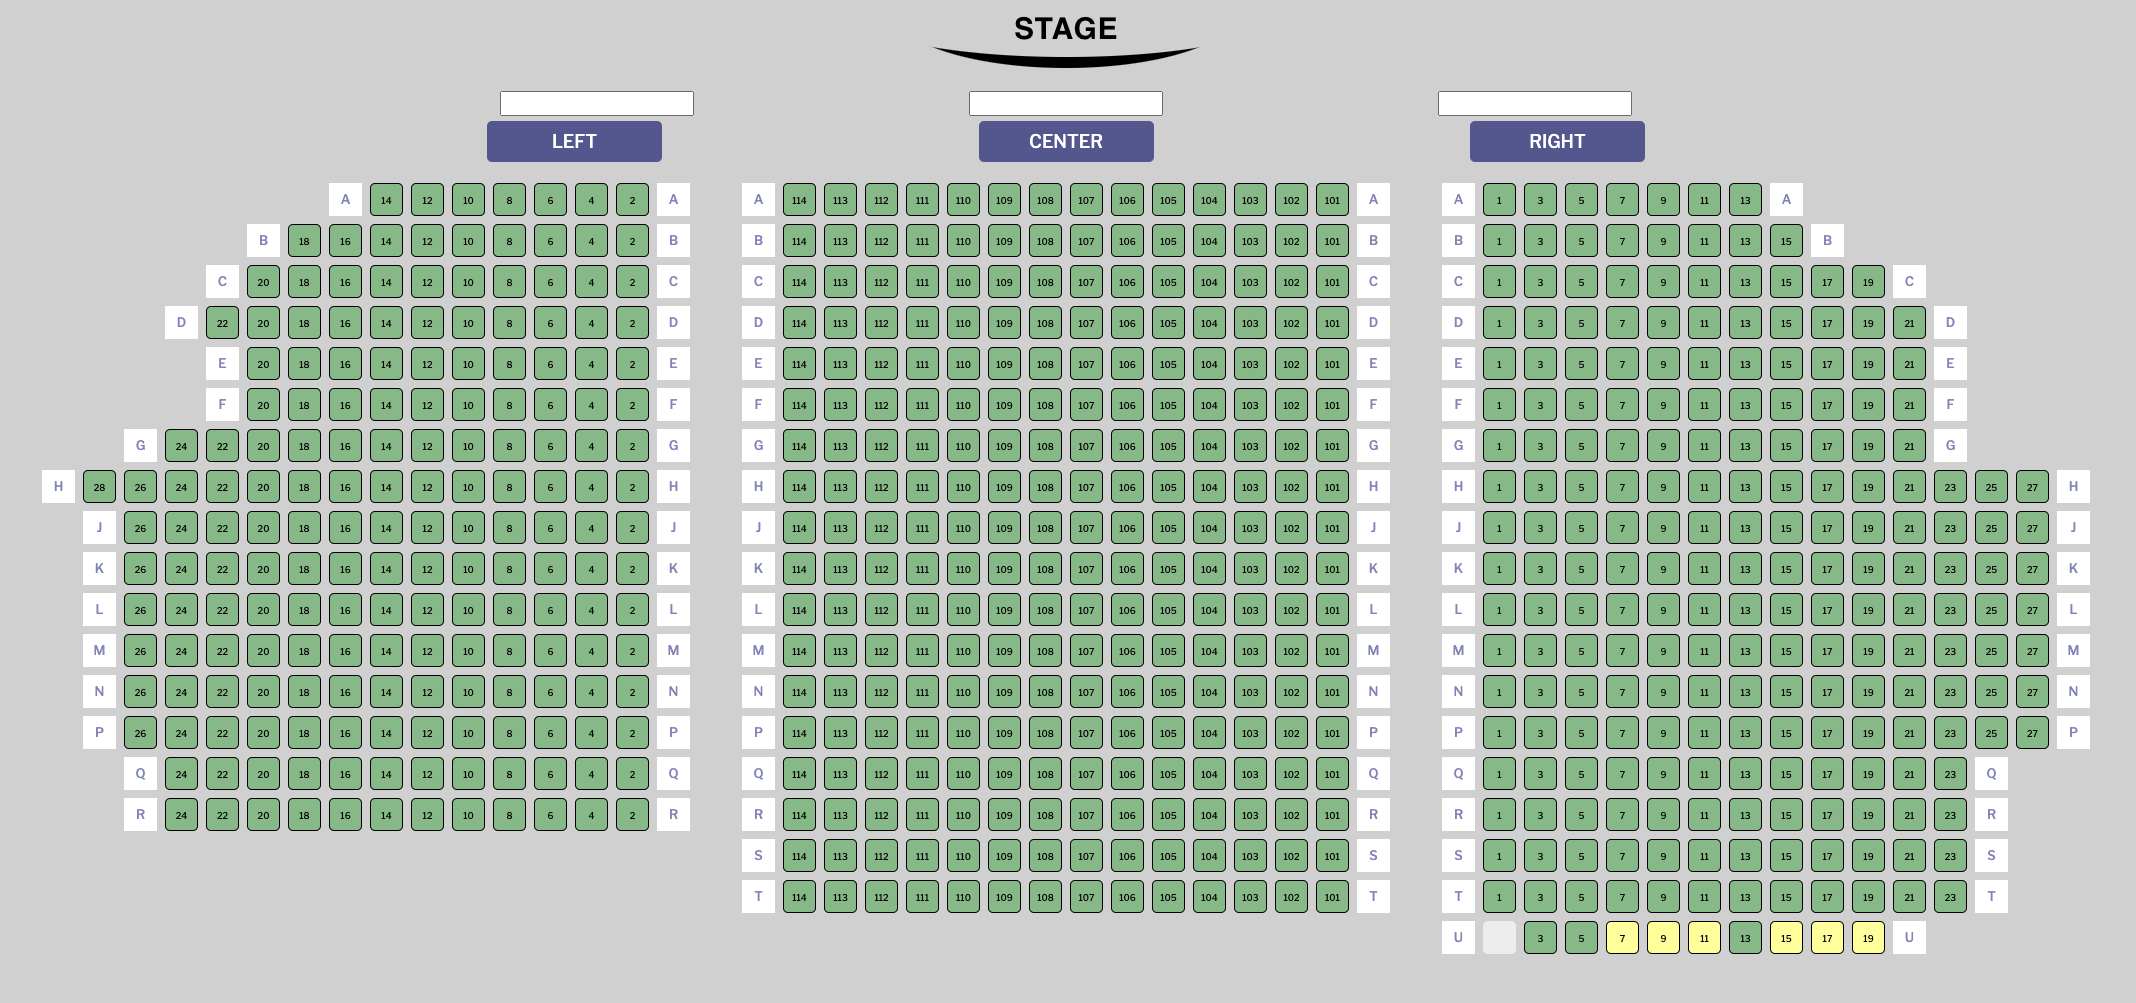 STAGE
LEFT CENTER RIGHT
A 14 12 10 8 6 4 2 A A 114 113 112 111 110 109 108 107 106 105 104 103 102 101 A A 1 3 5 7 9 11 13 A
B 18 16 14 12 10 8 6 4 2 B B 114 113 112 111 110 109 108 107 106 105 104 103 102 101 B B 1 3 5 7 9 11 13 15 B
C 20 18 16 14 12 10 8 6 4 2 C C 114 113 112 111 110 109 108 107 106 105 104 103 102 101 C C 1 3 5 7 9 11 13 15 17 19 C
D 22 20 18 16 14 12 10 8 6 4 2 D D 114 113 112 111 110 109 108 107 106 105 104 103 102 101 D D 1 3 5 7 9 11 13 15 17 19 21 D
E 20 18 16 14 12 10 8 6 4 2 E E 114 113 112 111 110 109 108 107 106 105 104 103 102 101 E E 1 3 5 7 9 11 13 15 17 19 21 E
F 20 18 16 14 12 10 8 6 4 2 F F 114 113 112 111 110 109 108 107 106 105 104 103 102 101 F F 1 3 5 7 9 11 13 15 17 19 21 F
G 24 22 20 18 16 14 12 10 8 6 4 2 G G 114 113 112 111 110 109 108 107 106 105 104 103 102 101 G G 1 3 5 7 9 11 13 15 17 19 21 G
H 28 26 24 22 20 18 16 14 12 10 8 6 4 2 H H 114 113 112 111 110 109 108 107 106 105 104 103 102 101 H H 1 3 5 7 9 11 13 15 17 19 21 23 25 27 H
J 26 24 22 20 18 16 14 12 10 8 6 4 2 J J 114 113 112 111 110 109 108 107 106 105 104 103 102 101 J J 1 3 5 7 9 11 13 15 17 19 21 23 25 27 J
K 26 24 22 20 18 16 14 12 10 8 6 4 2 K K 114 113 112 111 110 109 108 107 106 105 104 103 102 101 K K 1 3 5 7 9 11 13 15 17 19 21 23 25 27 K
L 26 24 22 20 18 16 14 12 10 8 6 4 2 L L 114 113 112 111 110 109 108 107 106 105 104 103 102 101 L L 1 3 5 7 9 11 13 15 17 19 21 23 25 27 L
M 26 24 22 20 18 16 14 12 10 8 6 4 2 M M 114 113 112 111 110 109 108 107 106 105 104 103 102 101 M M 1 3 5 7 9 11 13 15 17 19 21 23 25 27 M
N 26 24 22 20 18 16 14 12 10 8 6 4 2 N N 114 113 112 111 110 109 108 107 106 105 104 103 102 101 N N 1 3 5 7 9 11 13 15 17 19 21 23 25 27 N
P 26 24 22 20 18 16 14 12 10 8 6 4 2 P P 114 113 112 111 110 109 108 107 106 105 104 103 102 101 P P 1 3 5 7 9 11 13 15 17 19 21 23 25 27 P
Q 24 22 20 18 16 14 12 10 8 6 4 2 Q Q 114 113 112 111 110 109 108 107 106 105 104 103 102 101 Q Q 1 3 5 7 9 11 13 15 17 19 21 23 Q
R 24 22 20 18 16 14 12 10 8 6 4 2 R R 114 113 112 111 110 109 108 107 106 105 104 103 102 101 R R 1 3 5 7 9 11 13 15 17 19 21 23 R
S 114 113 112 111 110 109 108 107 106 105 104 103 102 101 S S 1 3 5 7 9 11 13 15 17 19 21 23 S
T 114 113 112 111 110 109 108 107 106 105 104 103 102 101 T T 1 3 5 7 9 11 13 15 17 19 21 23 T
U 3 5 7 9 11 13 15 17 19 U